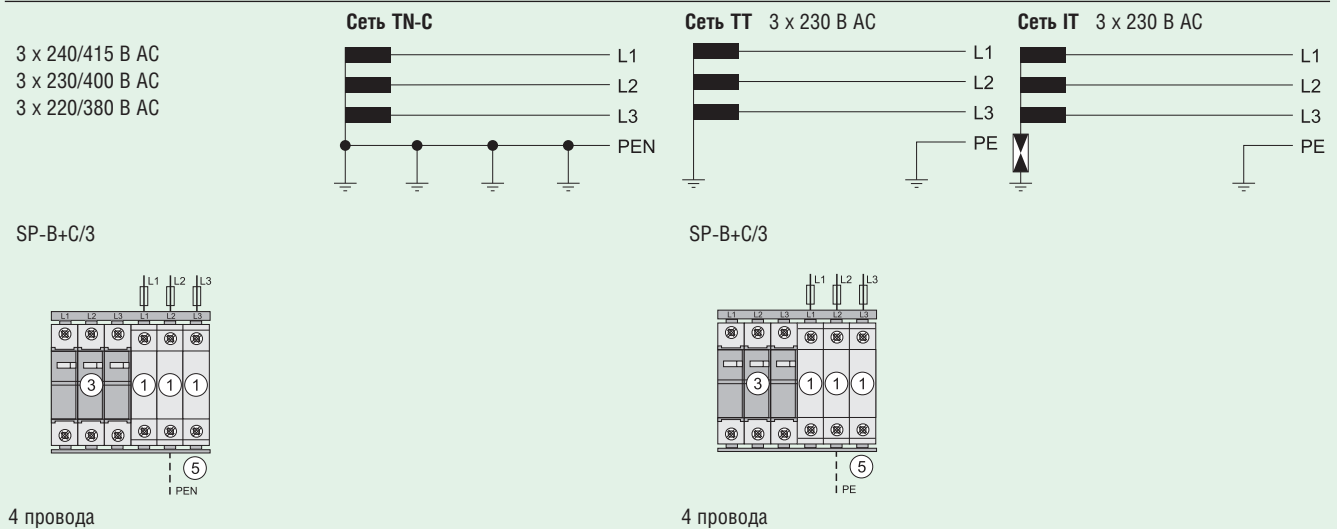 Сеть TN-C
Сеть TT 3 x 230 В AC
Сеть IT 3 x 230 В AC
3 x 240/415 В AC
3 x 230/400 В AC
3 x 220/380 В AC
L1
L2
L3
PEN
L1
L2
L3
PE
L1
L2
L3
PE
SP-B+C/3
L1 L2 L3
L1 L2 L3 L1 L2 L3
3 1 1 1
5
PEN
4 провода
SP-B+C/3
L1 L2 L3
L1 L2 L3 L1 L2 L3
3 1 1 1
5
PE
4 провода